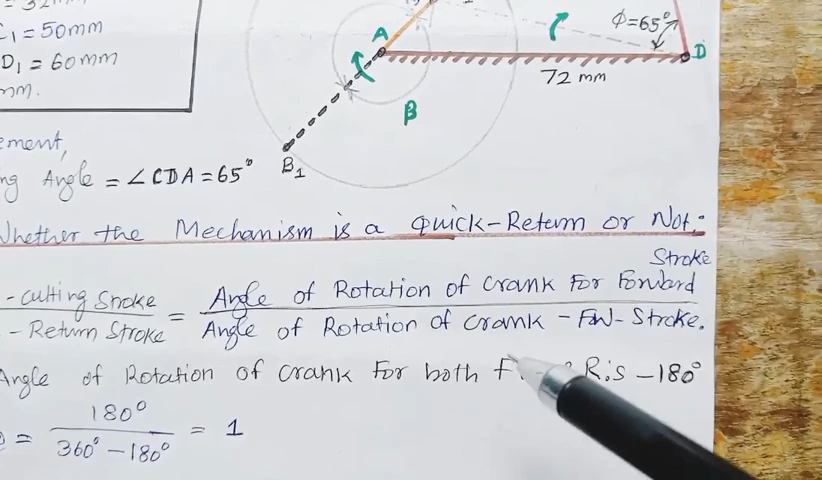 C1 = 50mm
D1 = 60mm
mm.
A
ϕ=65°
D
72 mm
β
B1
ement,
ng Angle = ∠CDA = 65°
Whether the Mechanism is a Quick-Return or Not:
Stroke
- Cutting Stroke = Angle of Rotation of Crank For Forward
- Return Stroke Angle of Rotation of Crank - Stroke.
Angle of Rotation of Crank For both R.S - 180°
= 180° / 360° - 180° = 1